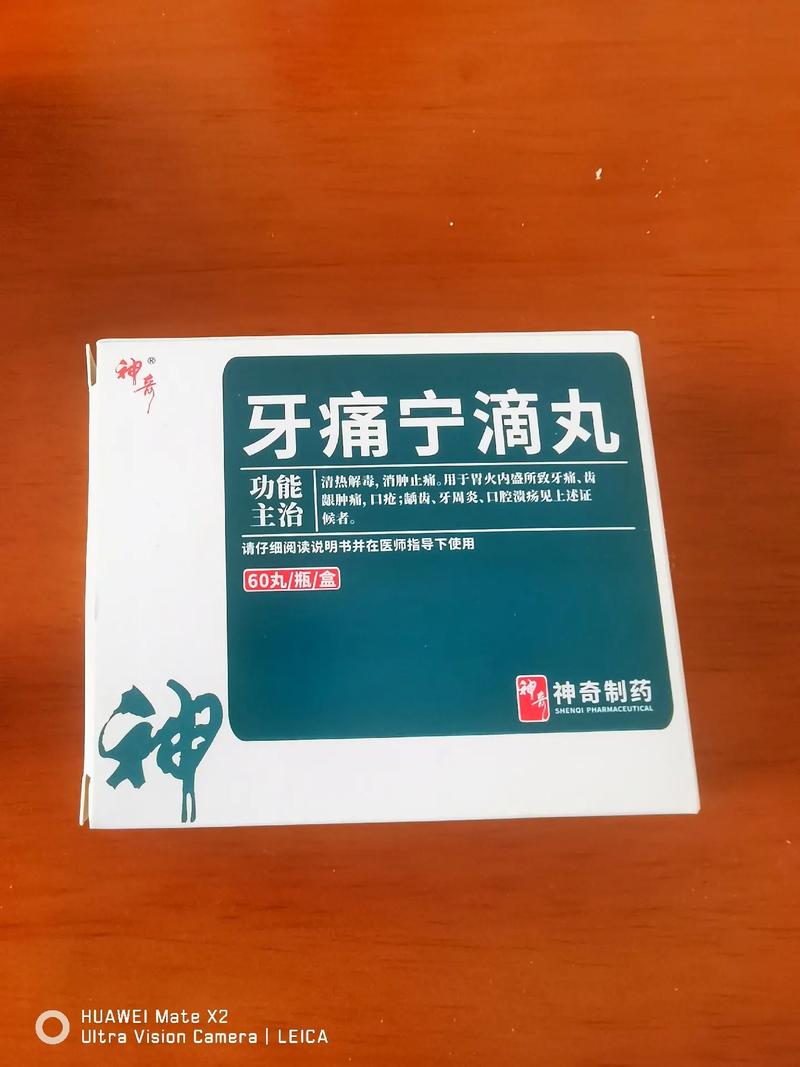 神奇®
牙痛宁滴丸
功能
主治
清热解毒,消肿止痛。用于胃火内盛所致牙痛、齿
龈肿痛,口疮;龋齿、牙周炎、口腔溃疡见上述证
候者。
请仔细阅读说明书并在医师指导下使用
60丸/瓶/盒
神奇
神奇制药
SHENQI PHARMACEUTICAL
神
HUAWEI Mate X2
Ultra Vision Camera | LEICA